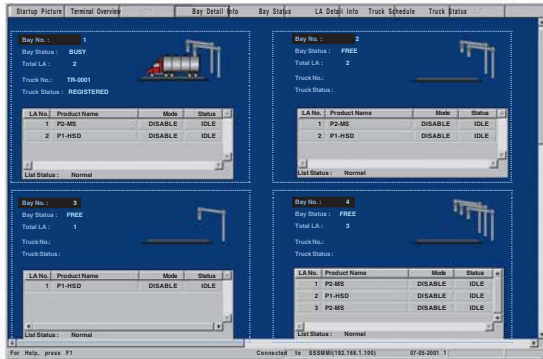 Startup Picture Terminal Overview Bay Detail Info Bay Status LA Detail Info Truck Schedule Truck Status
Bay No. : 1
Bay Status : BUSY
Total LA : 2
Truck No.: TR-0001
Truck Status : REGISTERED
LA No. Product Name Mode Status
1 P2-MS DISABLE IDLE
2 P1-HSD DISABLE IDLE
List Status : Normal
Bay No. : 2
Bay Status : FREE
Total LA : 2
Truck No.:
Truck Status :
LA No. Product Name Mode Status
1 P2-MS DISABLE IDLE
2 P1-HSD DISABLE IDLE
List Status : Normal
Bay No. : 3
Bay Status : FREE
Total LA : 1
Truck No.:
Truck Status :
LA No. Product Name Mode Status
1 P1-HSD DISABLE IDLE
List Status : Normal
Bay No. : 4
Bay Status : FREE
Total LA : 3
Truck No.:
Truck Status :
LA No. Product Name Mode Status
1 P2-MS DISABLE IDLE
2 P1-HSD DISABLE IDLE
3 P2-MS DISABLE IDLE
List Status : Normal
For Help, press F1 Connected to SSSMMI(192.168.1.100) 07-05-2001 1